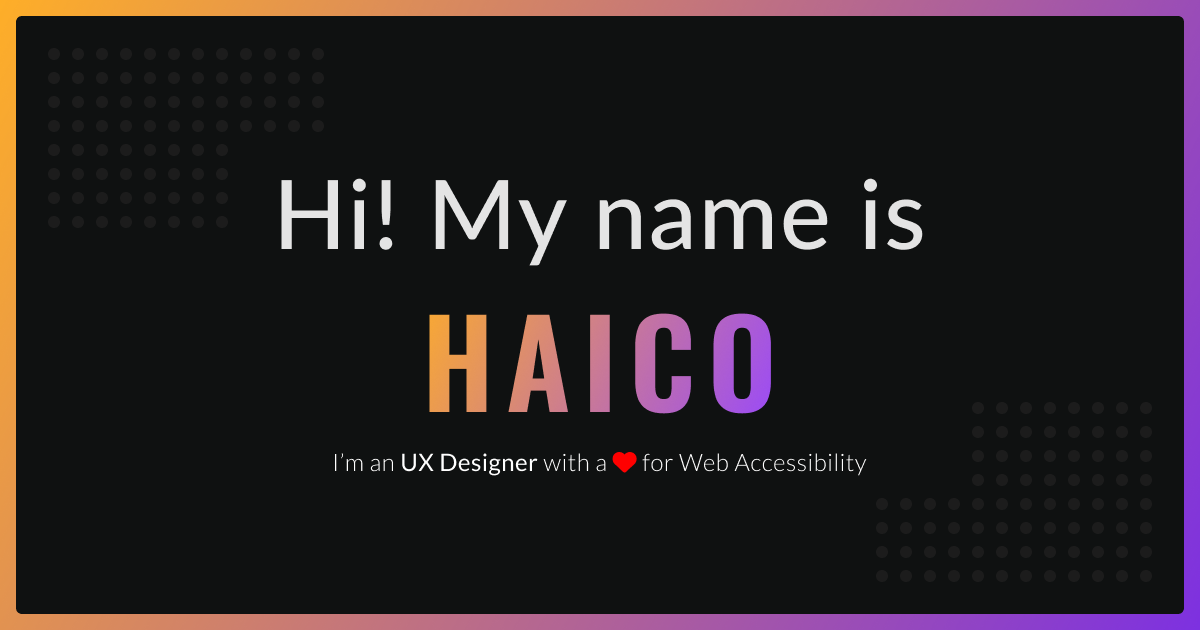 Hi! My name is
HAICO
I’m an UX Designer with a ❤ for Web Accessibility